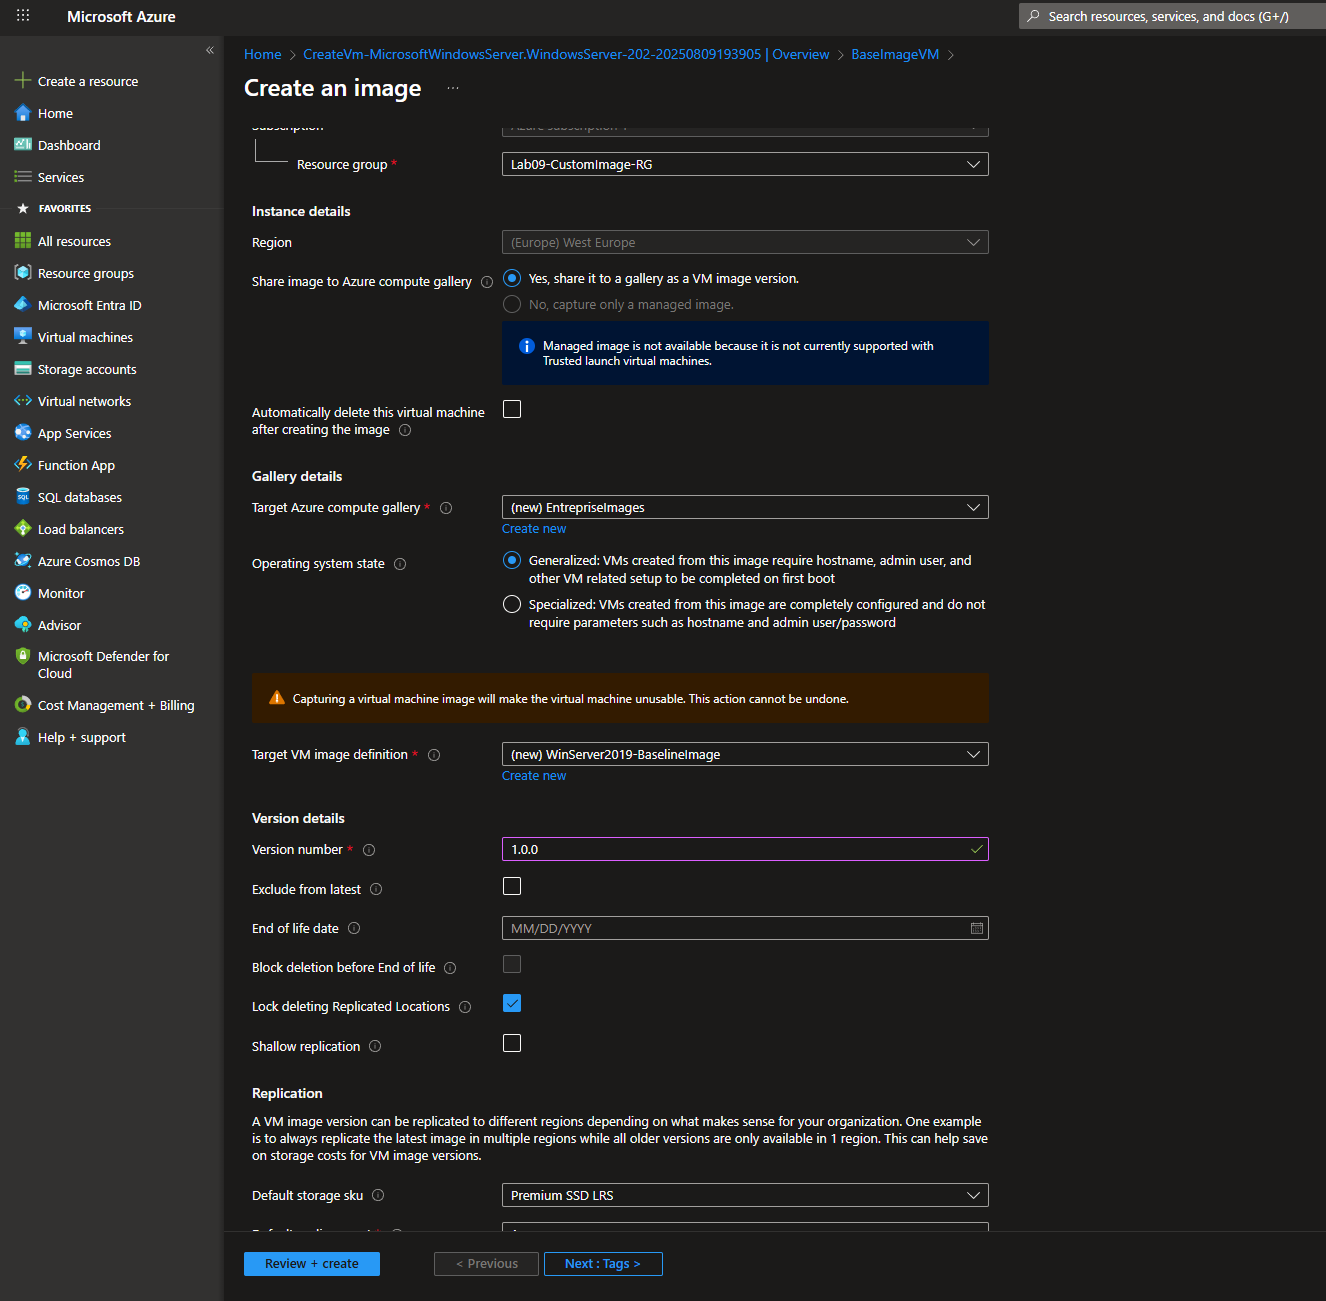 Microsoft Azure
Search resources, services, and docs (G+/)
Create a resource
Home
Dashboard
Services
FAVORITES
All resources
Resource groups
Microsoft Entra ID
Virtual machines
Storage accounts
Virtual networks
App Services
Function App
SQL databases
Load balancers
Azure Cosmos DB
Monitor
Advisor
Microsoft Defender for
Cloud
Cost Management + Billing
Help + support
Home > CreateVm-MicrosoftWindowsServer.WindowsServer-202-20250809193905 | Overview > BaseImageVM >
Create an image ...
Subscription
Azure subscription 1
Resource group *
Lab09-CustomImage-RG
Instance details
Region
(Europe) West Europe
Share image to Azure compute gallery
Yes, share it to a gallery as a VM image version.
No, capture only a managed image.
Managed image is not available because it is not currently supported with
Trusted launch virtual machines.
Automatically delete this virtual machine
after creating the image
Gallery details
Target Azure compute gallery *
(new) EntrepriseImages
Create new
Operating system state
Generalized: VMs created from this image require hostname, admin user, and
other VM related setup to be completed on first boot
Specialized: VMs created from this image are completely configured and do not
require parameters such as hostname and admin user/password
Capturing a virtual machine image will make the virtual machine unusable. This action cannot be undone.
Target VM image definition *
(new) WinServer2019-BaselineImage
Create new
Version details
Version number *
1.0.0
Exclude from latest
End of life date
MM/DD/YYYY
Block deletion before End of life
Lock deleting Replicated Locations
Shallow replication
Replication
A VM image version can be replicated to different regions depending on what makes sense for your organization. One example
is to always replicate the latest image in multiple regions while all older versions are only available in 1 region. This can help save
on storage costs for VM image versions.
Default storage sku
Premium SSD LRS
Review + create
< Previous
Next : Tags >